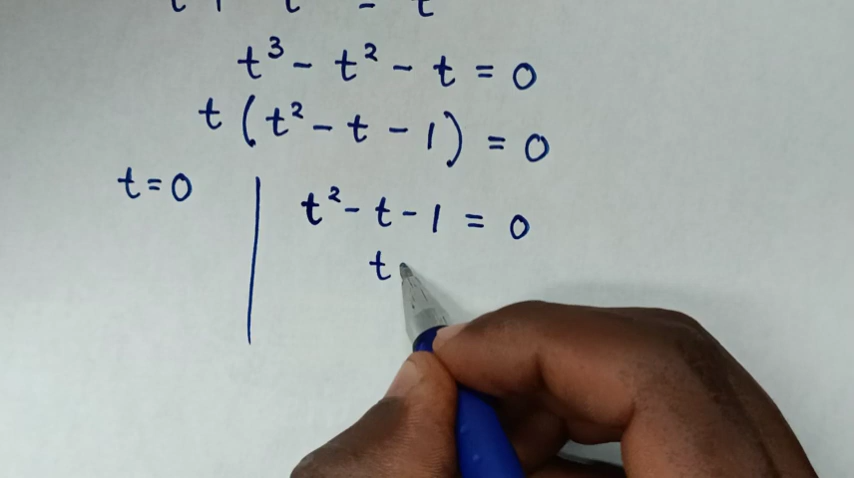 t³ - t² - t = 0
t (t² - t - 1) = 0
t = 0
t² - t - 1 = 0
t